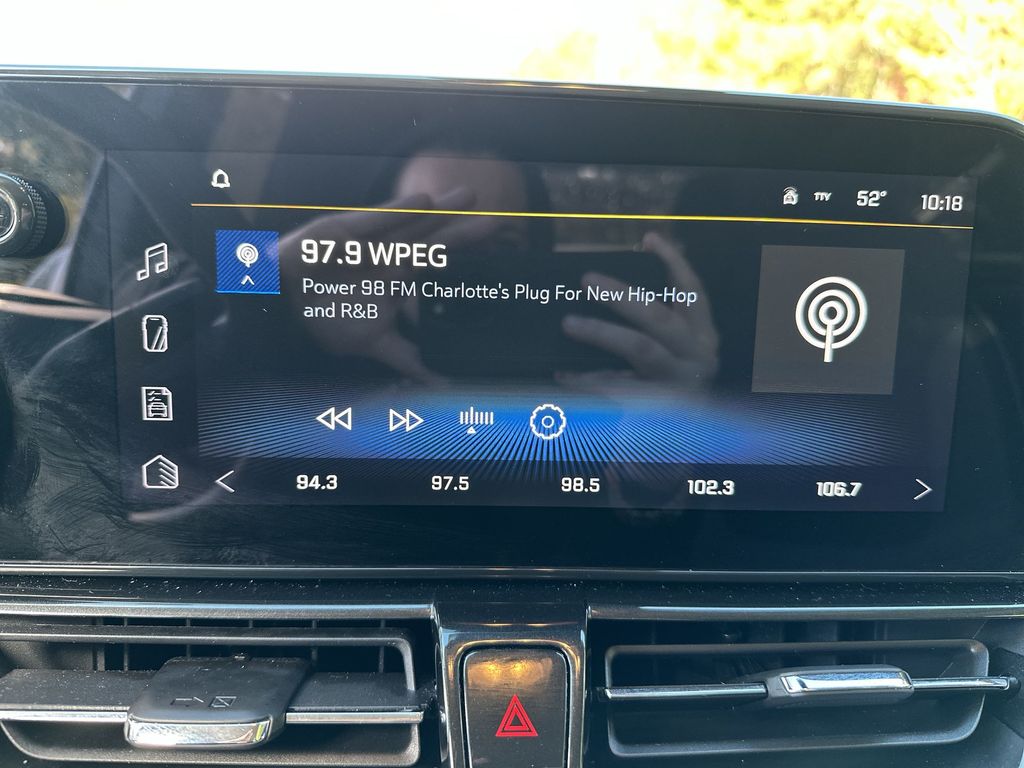 TTY 52° 10:18
97.9 WPEG
Power 98 FM Charlotte's Plug For New Hip-Hop
and R&B
94.3 97.5 98.5 102.3 106.7